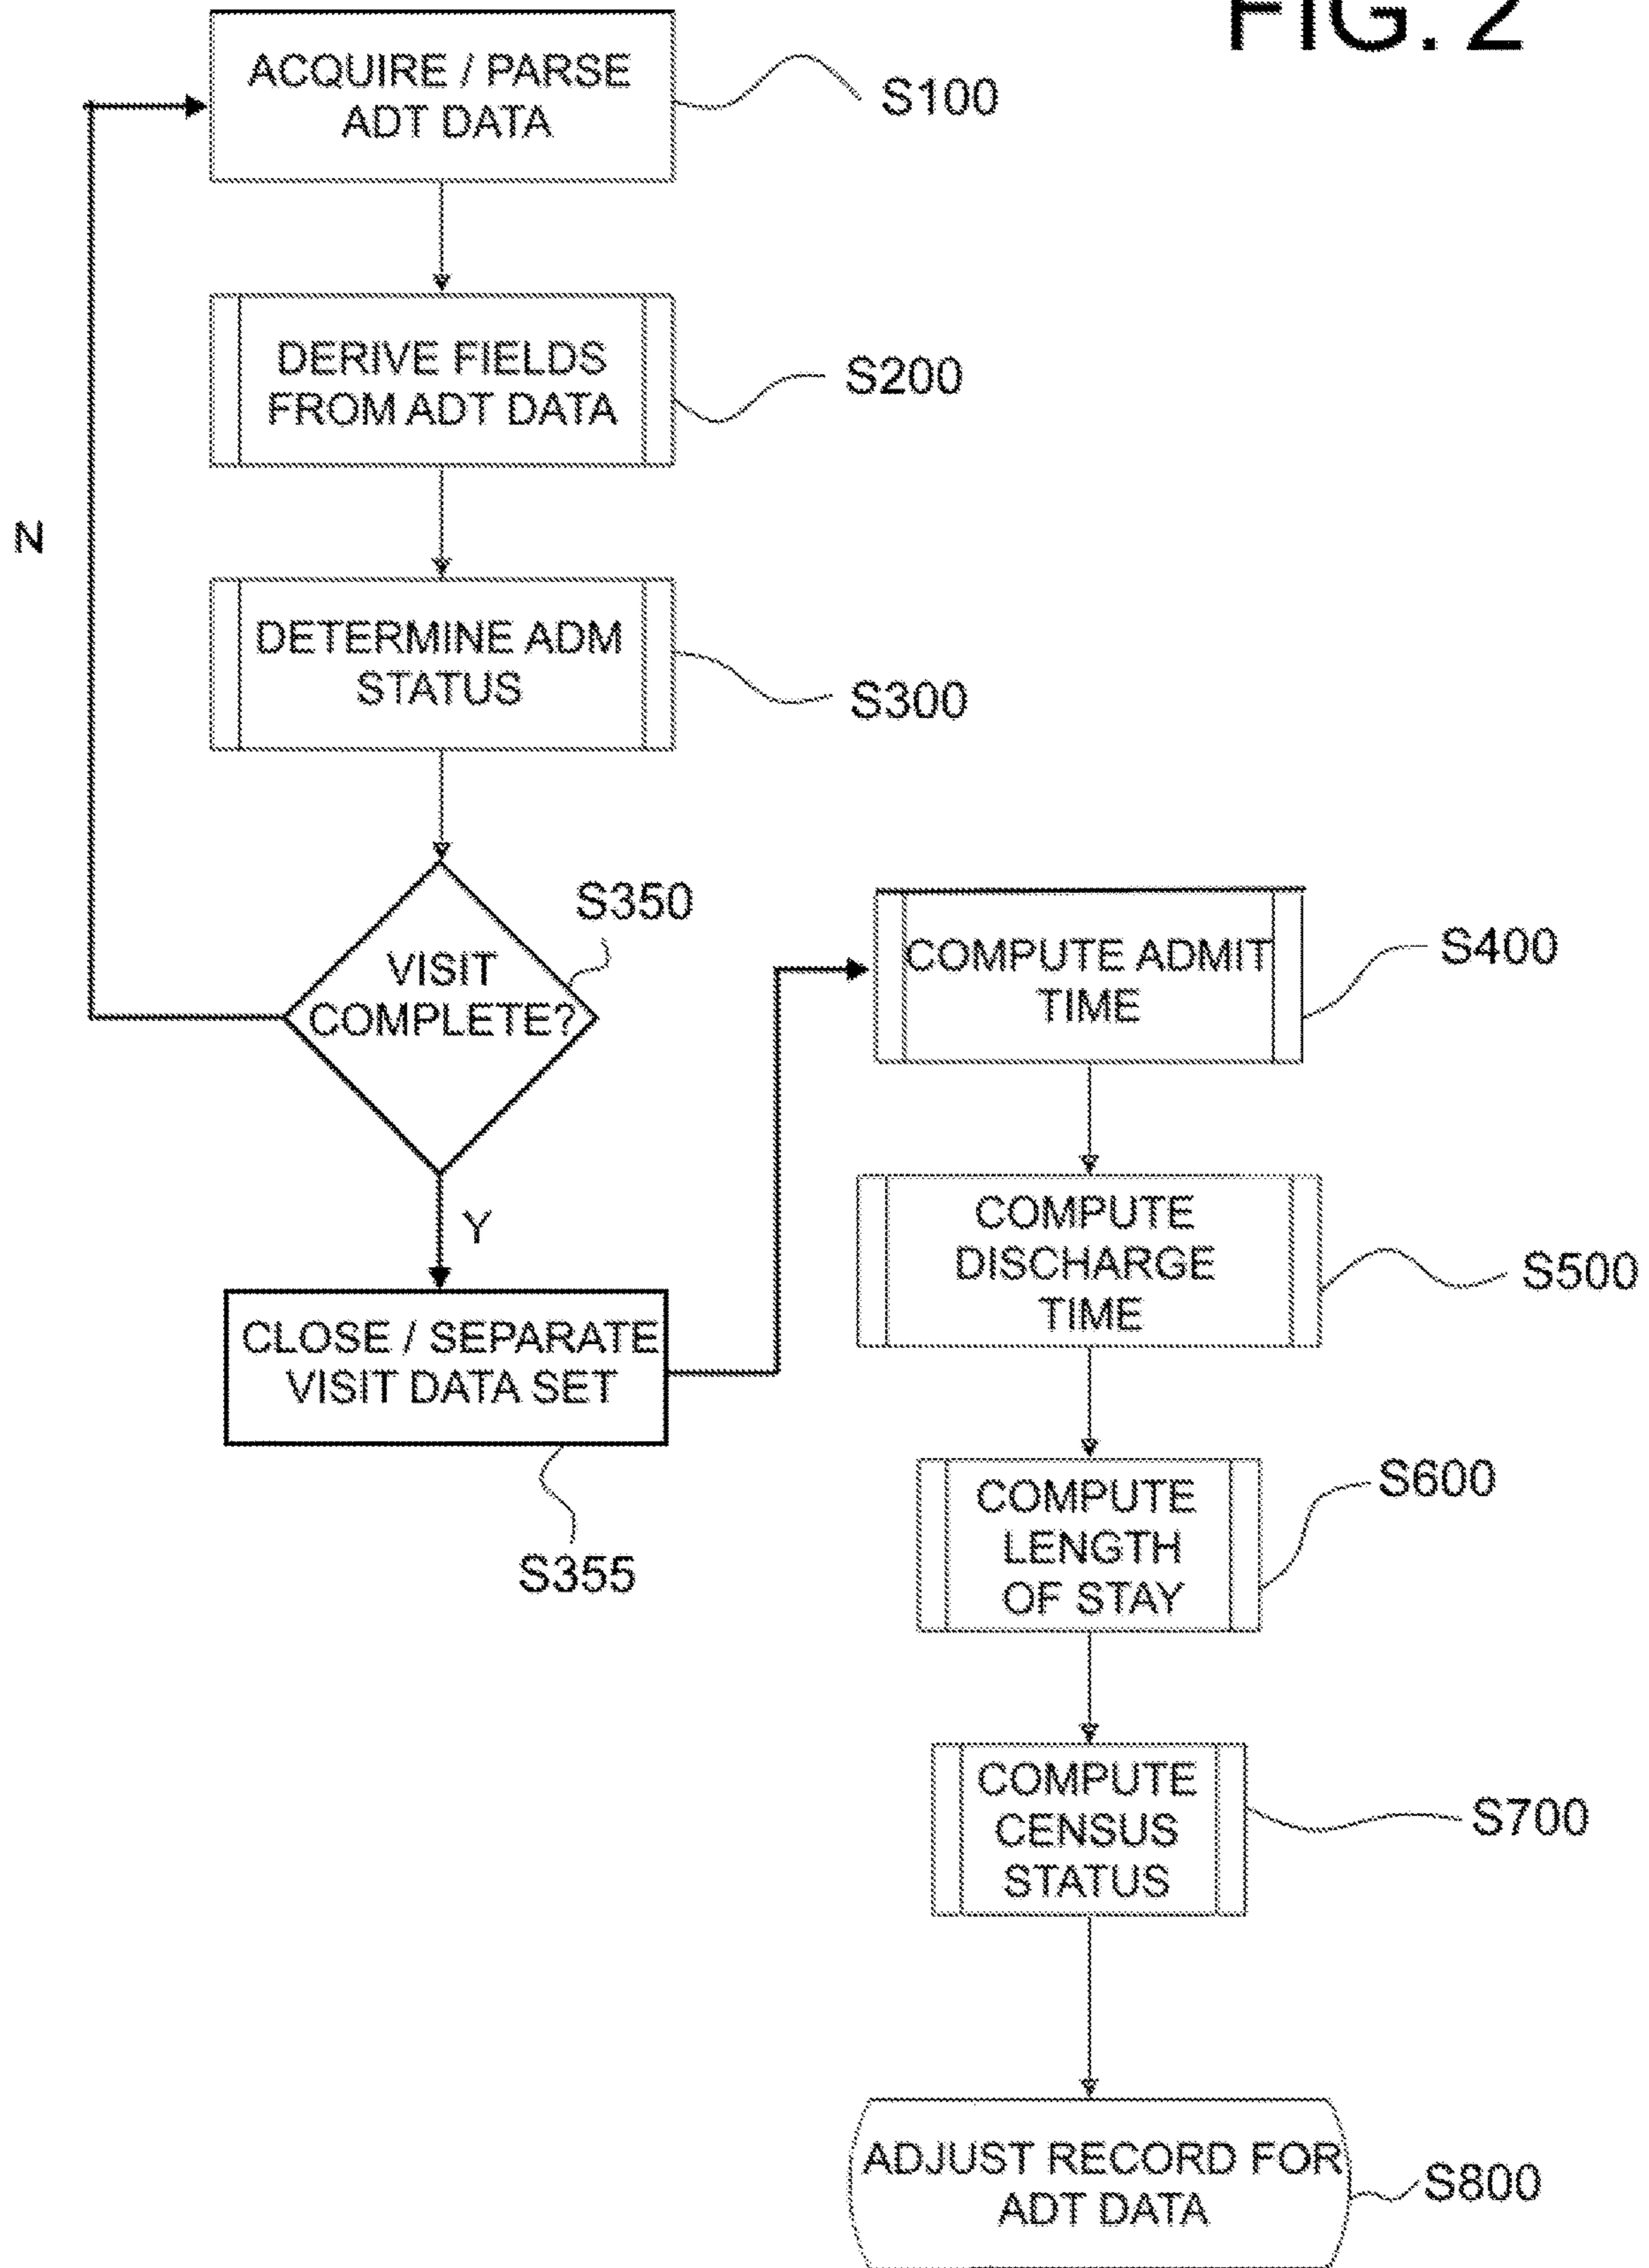 FIG. 2
ACQUIRE / PARSE
ADT DATA
S100
DERIVE FIELDS
FROM ADT DATA
S200
N
DETERMINE ADM
STATUS
S300
VISIT
COMPLETE?
S350
Y
CLOSE / SEPARATE
VISIT DATA SET
S355
COMPUTE ADMIT
TIME
S400
COMPUTE
DISCHARGE
TIME
S500
COMPUTE
LENGTH
OF STAY
S600
COMPUTE
CENSUS
STATUS
S700
ADJUST RECORD FOR
ADT DATA
S800